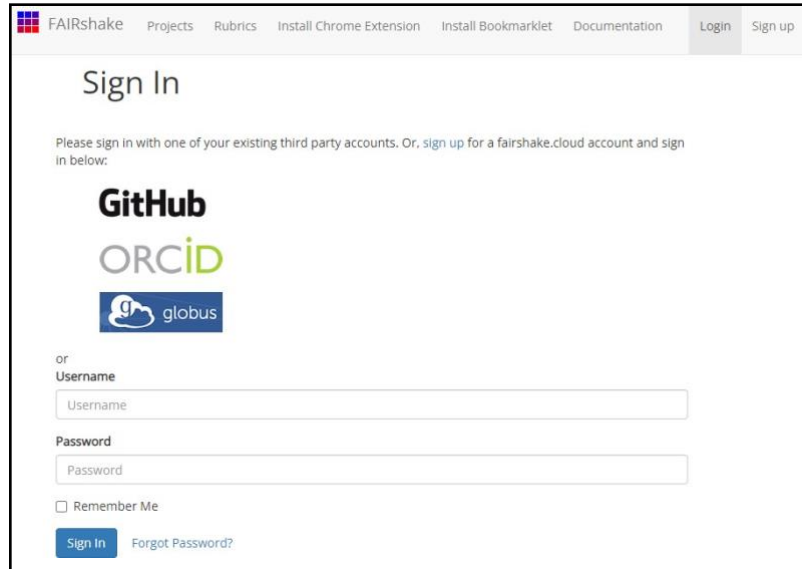 FAIRshake Projects Rubrics Install Chrome Extension Install Bookmarklet Documentation Login Sign up
Sign In
Please sign in with one of your existing third party accounts. Or, sign up for a fairshake.cloud account and sign
in below:
GitHub
ORCiD
g globus
or
Username
Username
Password
Password
Remember Me
Sign In Forgot Password?